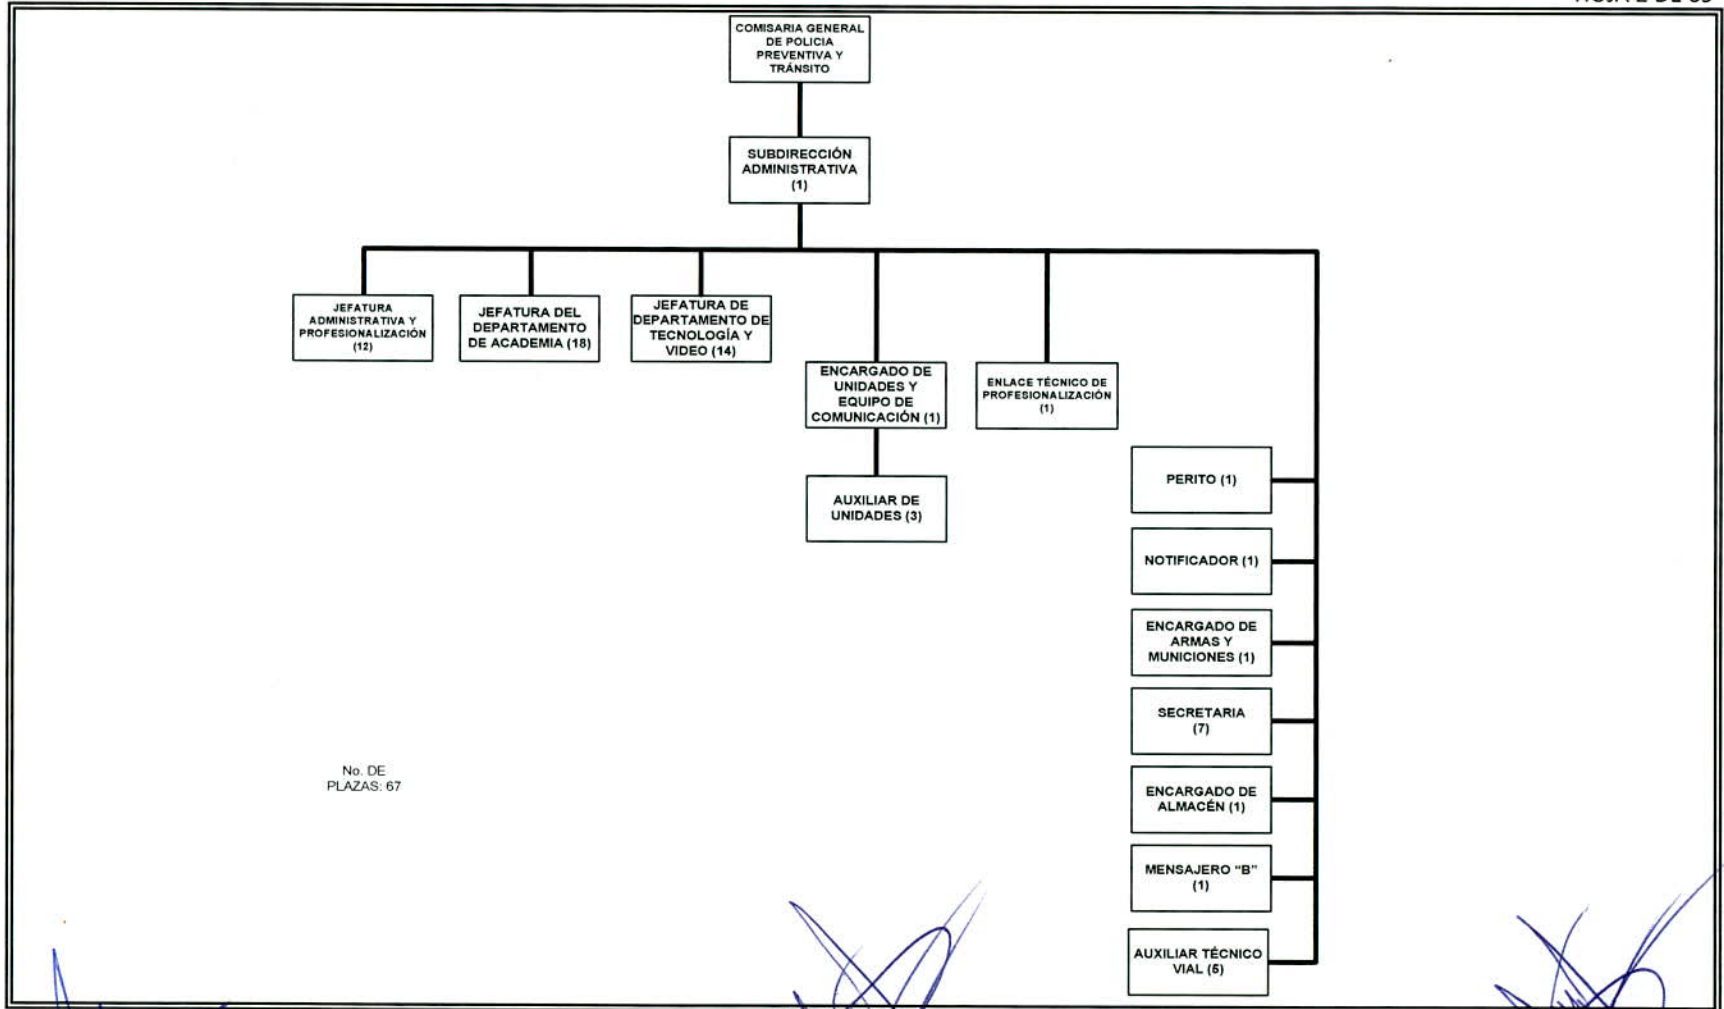 COMISARIA GENERAL
DE POLICIA
PREVENTIVA Y
TRÁNSITO
SUBDIRECCIÓN
ADMINISTRATIVA
(1)
JEFATURA
ADMINISTRATIVA Y
PROFESIONALIZACIÓN
(12)
JEFATURA DEL
DEPARTAMENTO
DE ACADEMIA (18)
JEFATURA DE
DEPARTAMENTO DE
TECNOLOGÍA Y
VIDEO (14)
ENCARGADO DE
UNIDADES Y
EQUIPO DE
COMUNICACIÓN (1)
ENLACE TÉCNICO DE
PROFESIONALIZACIÓN
(1)
AUXILIAR DE
UNIDADES (3)
PERITO (1)
NOTIFICADOR (1)
ENCARGADO DE
ARMAS Y
MUNICIONES (1)
SECRETARIA
(7)
ENCARGADO DE
ALMACÉN (1)
MENSAJERO "B"
(1)
AUXILIAR TÉCNICO
VIAL (5)
No. DE
PLAZAS: 67